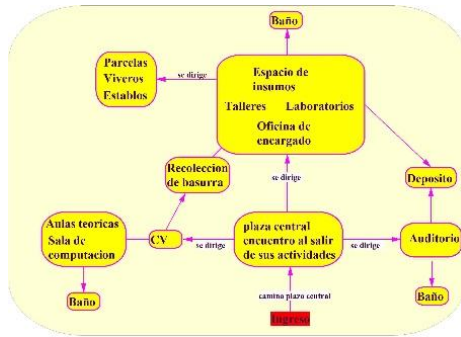 Baño
Parcelas
Viveros
Establos
se dirige
Espacio de
insumos
Talleres Laboratorios
Oficina de
encargado
Recoleccion
de basurra
se dirige
Deposito
Aulas teoricas
Sala de
computacion
CV
se dirige
plaza central
encuentro al salir
de sus actividades
se dirige
Auditorio
Baño
camino plaza central
Baño
Ingreso